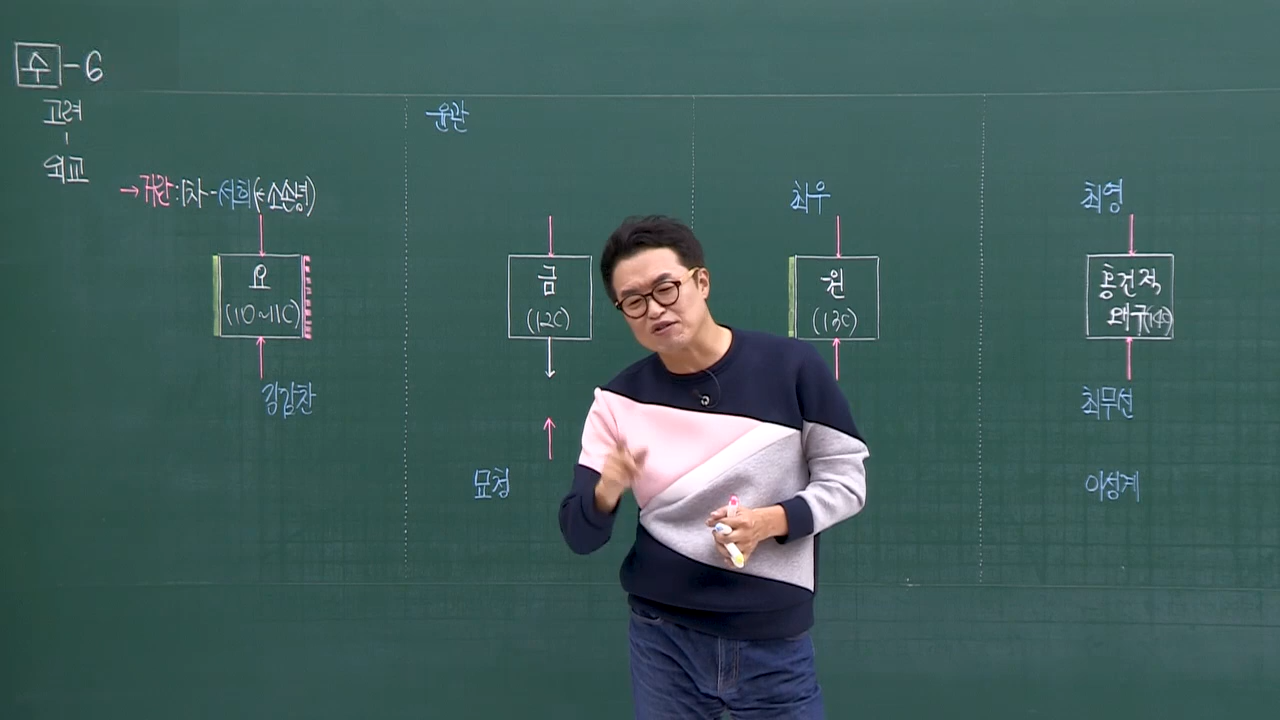 수-6
고려
외교
→거란:1차-서희(↔소손녕)
요
(10~11C)
강감찬
윤관
금
(12C)
묘청
최우
원
(13C)
최영
홍건적
왜구(14C)
최무선
이성계